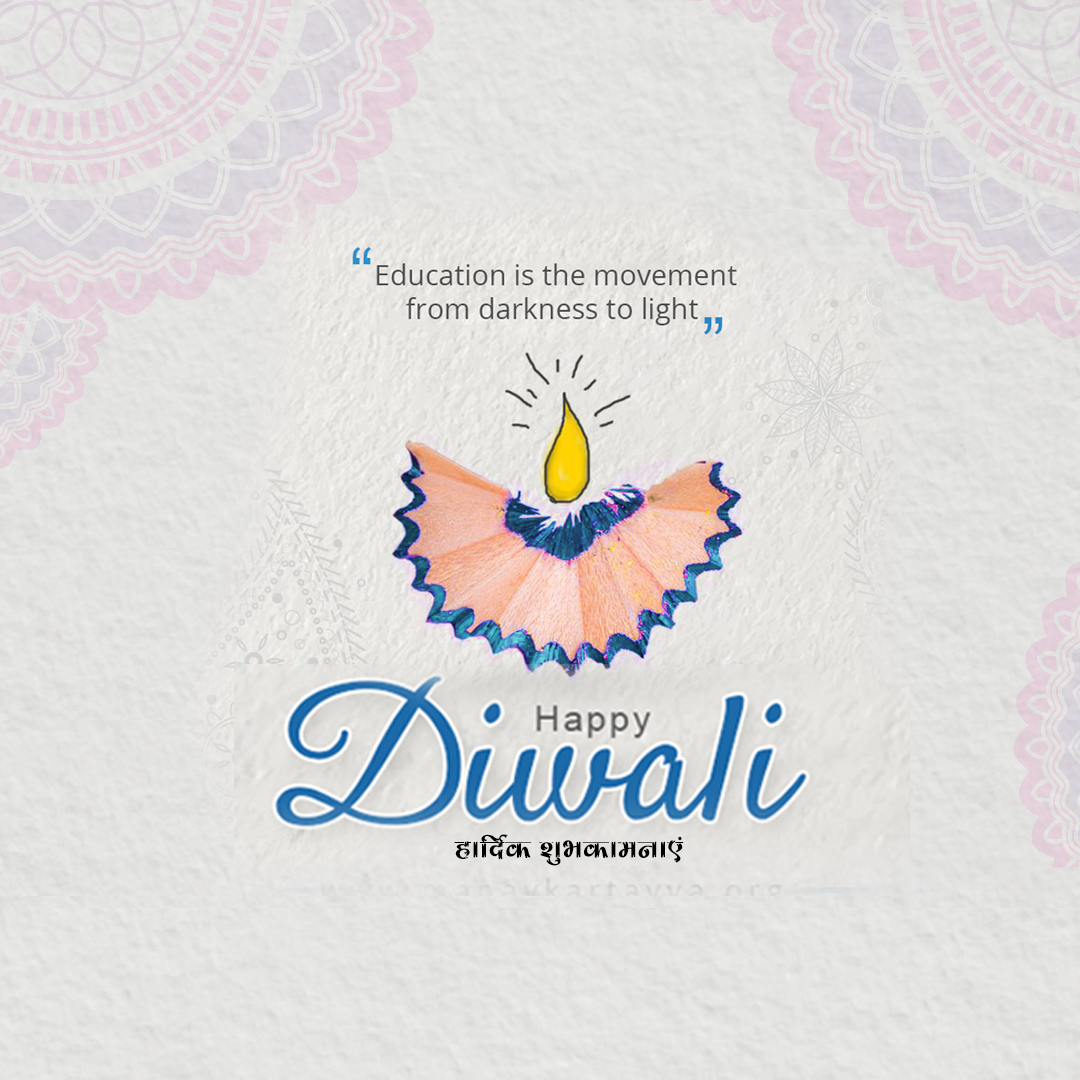 “Education is the movement
from darkness to light”
Happy
Diwali
हार्दिक शुभकामनाएं